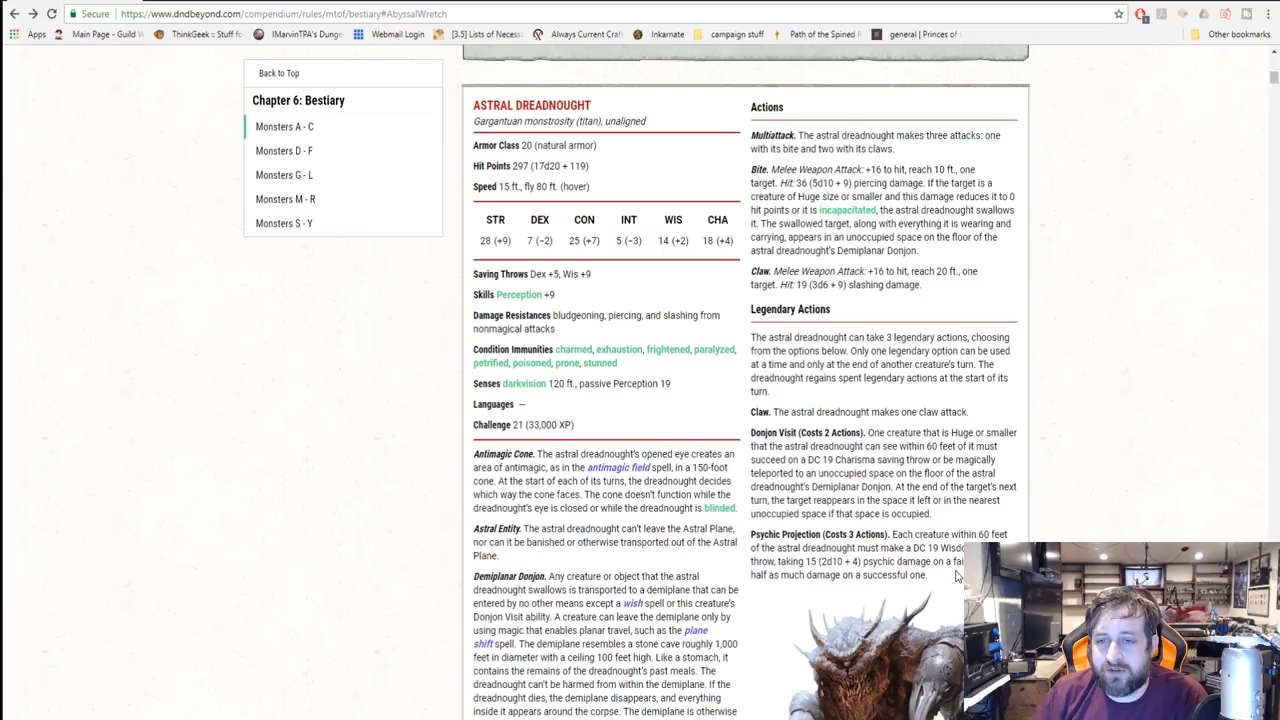 Secure
https://www.dndbeyond.com/compendium/rules/mtof/bestiary#AbyssalWretch
Apps
Main Page - Guild W
ThinkGeek :: Stuff fo
IMarvinTPA's Dunge
Webmail Login
[3.5] Lists of Necess
Always Current Craf
Inkarnate
campaign stuff
Path of the Spined
general | Princes of
Other bookmarks
Back to Top
Chapter 6: Bestiary
Monsters A - C
Monsters D - F
Monsters G - L
Monsters M - R
Monsters S - Y
ASTRAL DREADNOUGHT
Gargantuan monstrosity (titan), unaligned
Armor Class 20 (natural armor)
Hit Points 297 (17d20 + 119)
Speed 15 ft., fly 80 ft. (hover)
STR DEX CON INT WIS CHA
28 (+9) 7 (−2) 25 (+7) 5 (−3) 14 (+2) 18 (+4)
Saving Throws Dex +5, Wis +9
Skills Perception +9
Damage Resistances bludgeoning, piercing, and slashing from
nonmagical attacks
Condition Immunities charmed, exhaustion, frightened, paralyzed,
petrified, poisoned, prone, stunned
Senses darkvision 120 ft., passive Perception 19
Languages —
Challenge 21 (33,000 XP)
Antimagic Cone. The astral dreadnought's opened eye creates an
area of antimagic, as in the antimagic field spell, in a 150-foot
cone. At the start of each of its turns, the dreadnought decides
which way the cone faces. The cone doesn't function while the
dreadnought's eye is closed or while the dreadnought is blinded.
Astral Entity. The astral dreadnought can't leave the Astral Plane,
nor can it be banished or otherwise transported out of the Astral
Plane.
Demiplanar Donjon. Any creature or object that the astral
dreadnought swallows is transported to a demiplane that can be
entered by no other means except a wish spell or this creature's
Donjon Visit ability. A creature can leave the demiplane only by
using magic that enables planar travel, such as the plane
shift spell. The demiplane resembles a stone cave roughly 1,000
feet in diameter with a ceiling 100 feet high. Like a stomach, it
contains the remains of the dreadnought's past meals. The
dreadnought can't be harmed from within the demiplane. If the
dreadnought dies, the demiplane disappears, and everything
inside it appears around the corpse. The demiplane is otherwise
Actions
Multiattack. The astral dreadnought makes three attacks: one
with its bite and two with its claws.
Bite. Melee Weapon Attack: +16 to hit, reach 10 ft., one
target. Hit: 36 (5d10 + 9) piercing damage. If the target is a
creature of Huge size or smaller and this damage reduces it to 0
hit points or it is incapacitated, the astral dreadnought swallows
it. The swallowed target, along with everything it is wearing and
carrying, appears in an unoccupied space on the floor of the
astral dreadnought's Demiplanar Donjon.
Claw. Melee Weapon Attack: +16 to hit, reach 20 ft., one
target. Hit: 19 (3d6 + 9) slashing damage.
Legendary Actions
The astral dreadnought can take 3 legendary actions, choosing
from the options below. Only one legendary option can be used
at a time and only at the end of another creature's turn. The
dreadnought regains spent legendary actions at the start of its
turn.
Claw. The astral dreadnought makes one claw attack.
Donjon Visit (Costs 2 Actions). One creature that is Huge or smaller
that the astral dreadnought can see within 60 feet of it must
succeed on a DC 19 Charisma saving throw or be magically
teleported to an unoccupied space on the floor of the astral
dreadnought's Demiplanar Donjon. At the end of the target's next
turn, the target reappears in the space it left or in the nearest
unoccupied space if that space is occupied.
Psychic Projection (Costs 3 Actions). Each creature within 60 feet
of the astral dreadnought must make a DC 19 Wisdo
throw, taking 15 (2d10 + 4) psychic damage on a fai
half as much damage on a successful one.